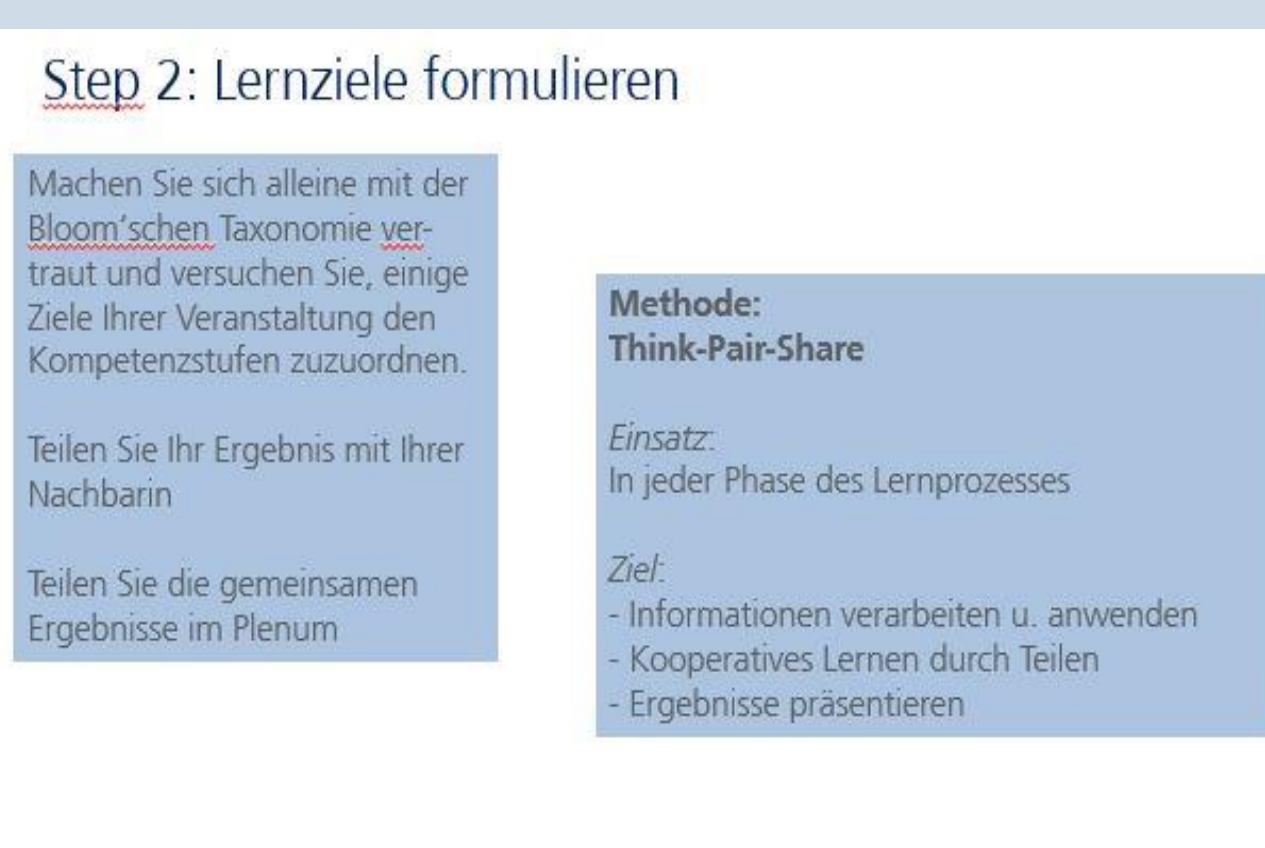 Step 2: Lernziele formulieren
Machen Sie sich alleine mit der
Bloom‘schen Taxonomie ver-
traut und versuchen Sie, einige
Ziele Ihrer Veranstaltung den
Kompetenzstufen zuzuordnen.
Teilen Sie Ihr Ergebnis mit Ihrer
Nachbarin
Teilen Sie die gemeinsamen
Ergebnisse im Plenum
Methode:
Think-Pair-Share
Einsatz:
In jeder Phase des Lernprozesses
Ziel:
- Informationen verarbeiten u. anwenden
- Kooperatives Lernen durch Teilen
- Ergebnisse präsentieren